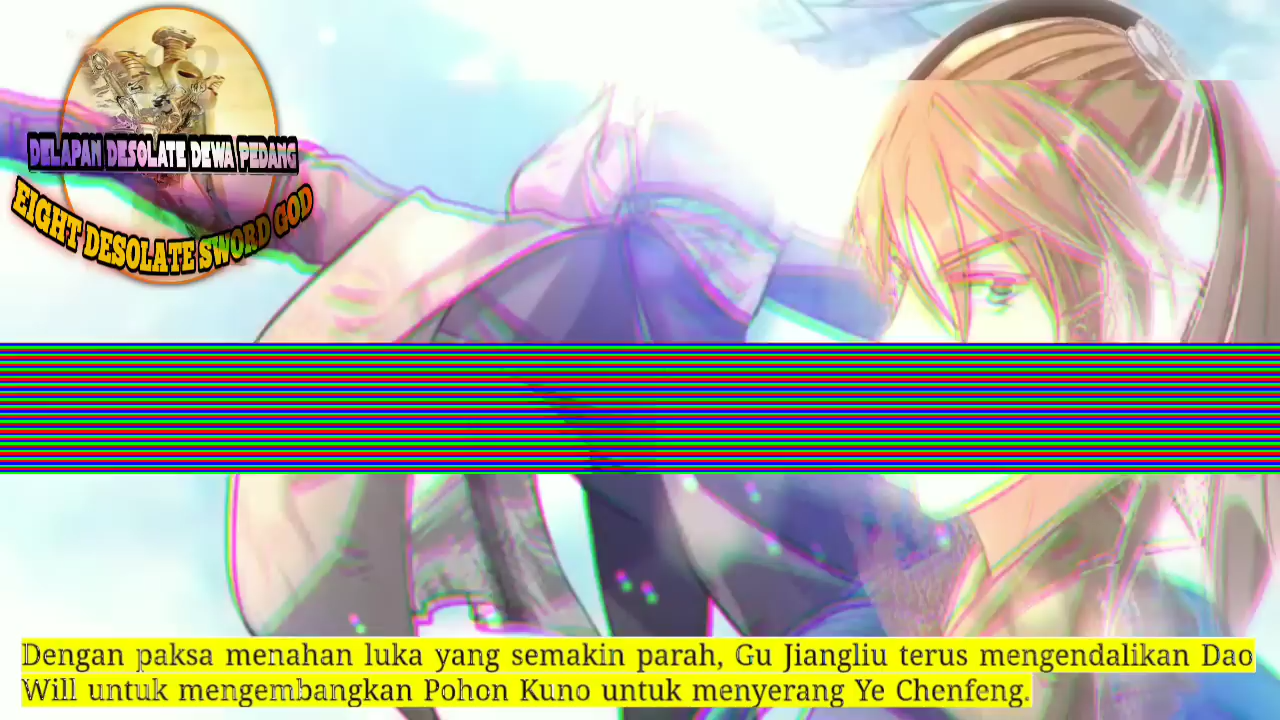 DELAPAN DESOLATE DEWA PEDANG
EIGHT DESOLATE SWORD GOD
Dengan paksa menahan luka yang semakin parah, Gu Jiangliu terus mengendalikan Dao
Will untuk mengembangkan Pohon Kuno untuk menyerang Ye Chenfeng.